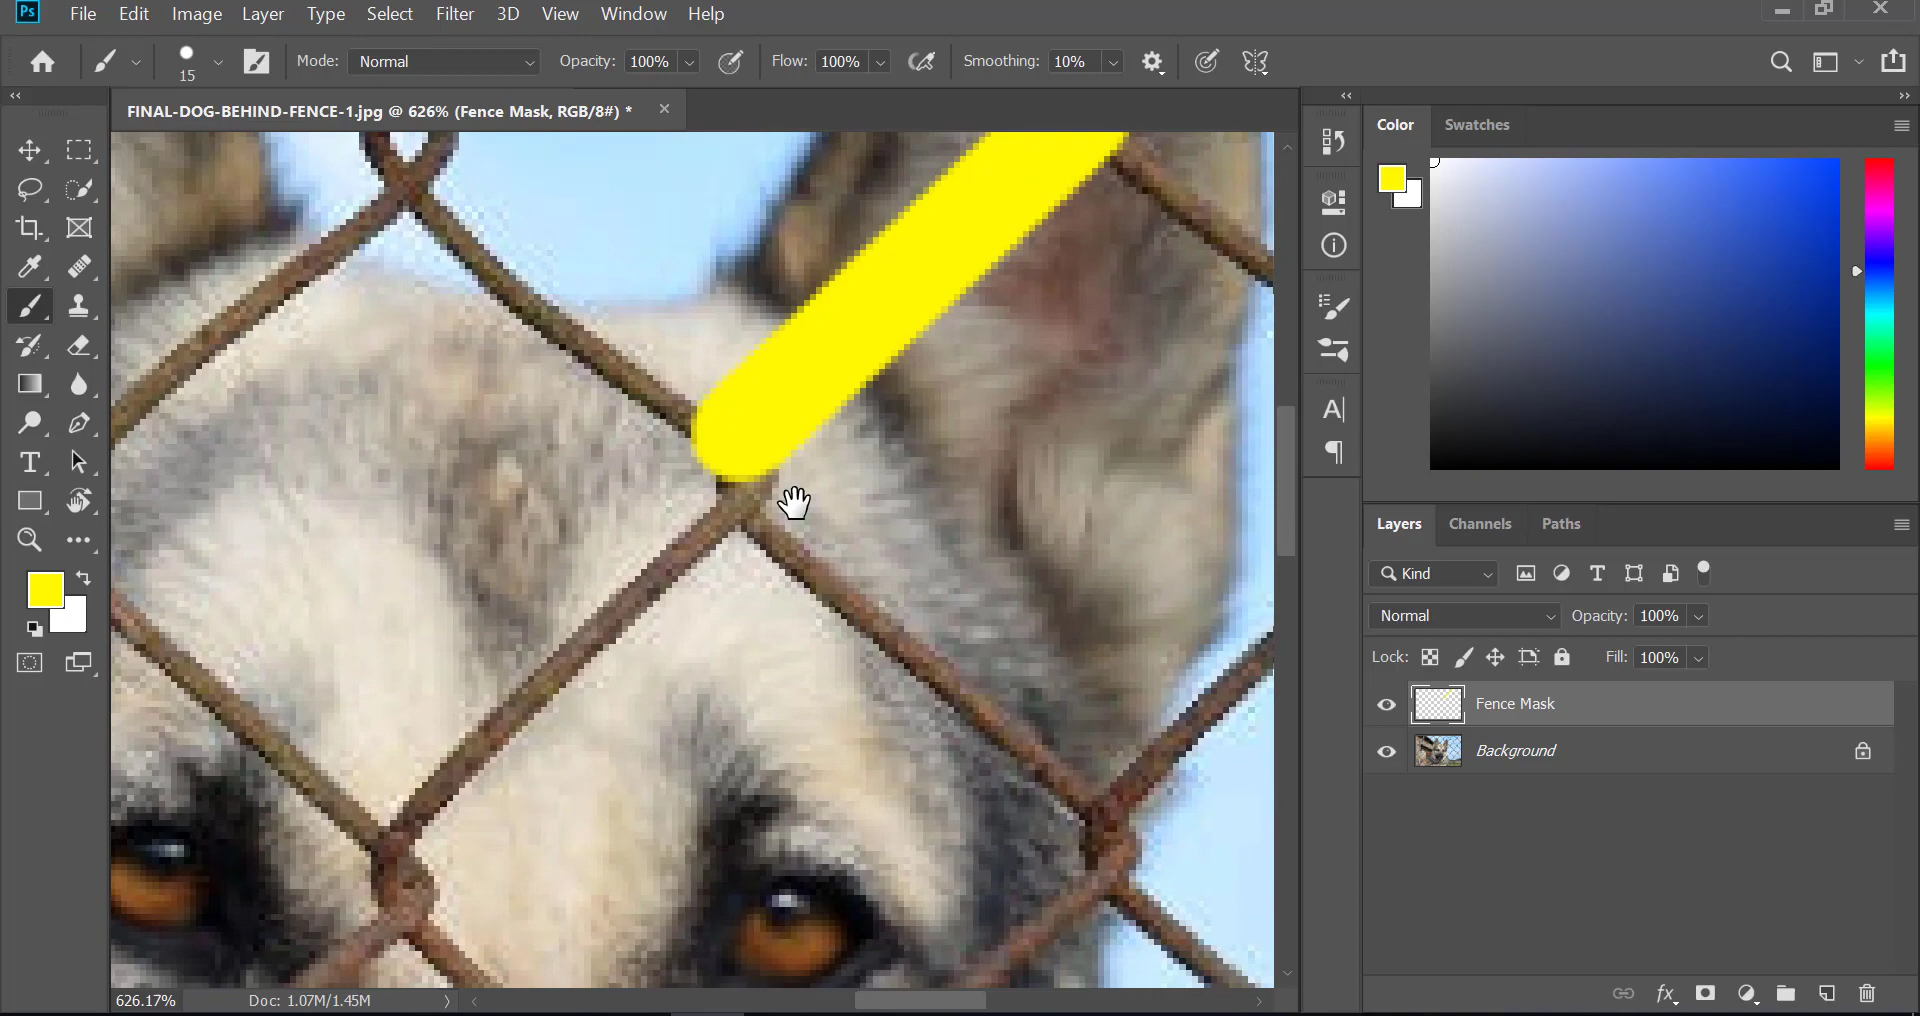 Ps File Edit Image Layer Type Select Filter 3D View Window Help
15 Mode: Normal Opacity: 100% Flow: 100% Smoothing: 10%
FINAL-DOG-BEHIND-FENCE-1.jpg @ 626% (Fence Mask, RGB/8#) *
Color Swatches
Layers Channels Paths
Kind
Normal Opacity: 100%
Lock: Fill: 100%
Fence Mask
Background
fx
626.17% Doc: 1.07M/1.45M